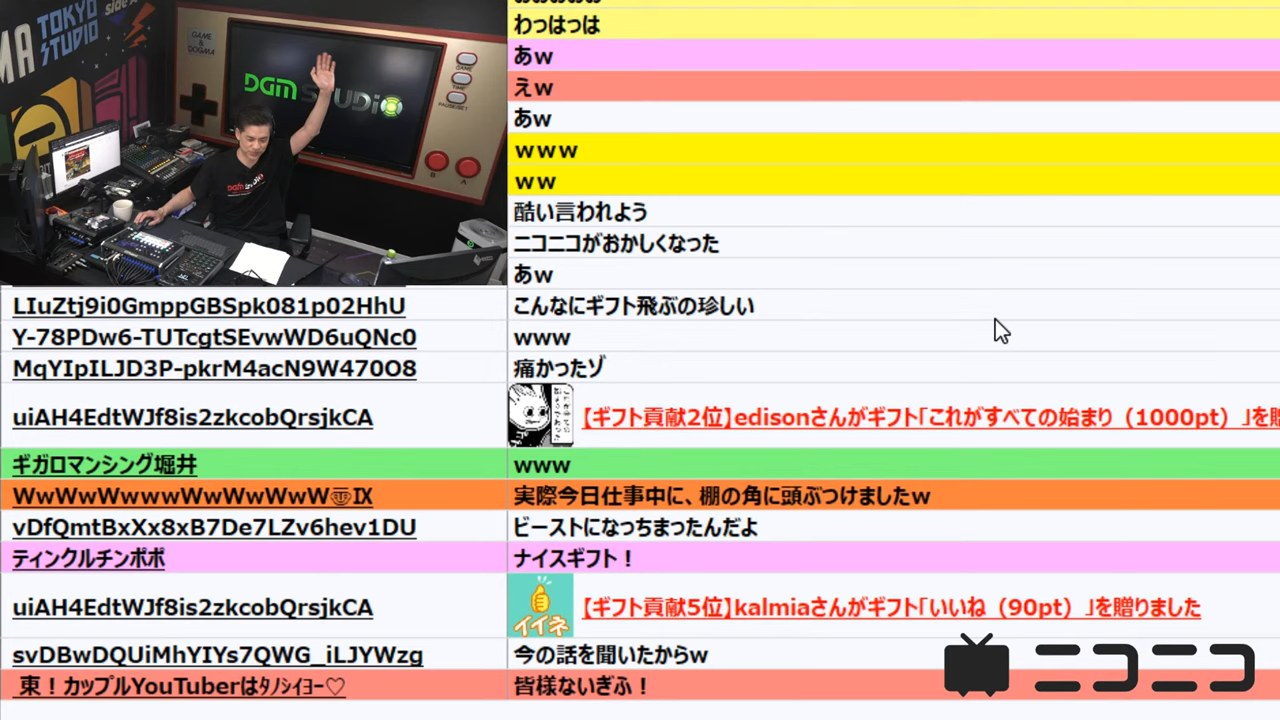 TOKYO
STUDIO
side A
GAME &
DOGMA
DGM STUDiO
GAME
TIME
B
A
わっはっは
あw
えw
あw
www
ww
酷い言われよう
ニコニコがおかしくなった
あw
LIuZtj9i0GmppGBSpk081p02HhU こんなにギフト飛ぶの珍しい
Y-78PDw6-TUTcgtSEvwWD6uQNc0 www
MqYIpILJD3P-pkrM4acN9W470O8 痛かったゾ
uiAH4EdtWJf8is2zkcobQrsjkCA 【ギフト貢献2位】edisonさんがギフト「これがすべての始まり（1000pt）」を贈
ギガロマンシング堀井 www
実際今日仕事中に、棚の角に頭ぶつけましたw
vDfQmtBxXx8xB7De7LZv6hev1DU ビーストになっちまったんだよ
ティンクルチンポポ ナイスギフト！
uiAH4EdtWJf8is2zkcobQrsjkCA イイネ 【ギフト貢献5位】kalmiaさんがギフト「いいね（90pt）」を贈りました
svDBwDQUiMhYIYs7QWG_iLJYWzg 今の話を聞いたからw
東！カップルYouTuberはﾀﾉｼｲﾖｰ♡ 皆様ないぎふ！
ニコニコ